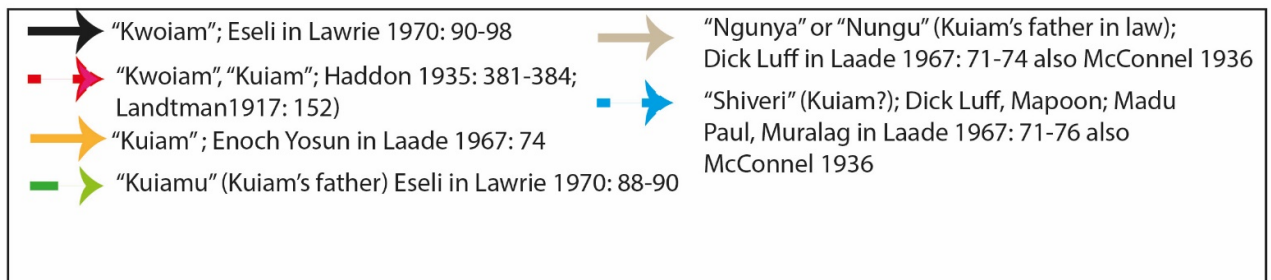 “Kwoiam”; Eseli in Lawrie 1970: 90-98
“Kwoiam”, “Kuiam”; Haddon 1935: 381-384;
Landtman1917: 152)
“Kuiam” ; Enoch Yosun in Laade 1967: 74
“Kuiamu” (Kuiam’s father) Eseli in Lawrie 1970: 88-90
“Ngunya” or “Nungu” (Kuiam’s father in law);
Dick Luff in Laade 1967: 71-74 also McConnel 1936
“Shiveri” (Kuiam?); Dick Luff, Mapoon; Madu
Paul, Muralag in Laade 1967: 71-76 also
McConnel 1936